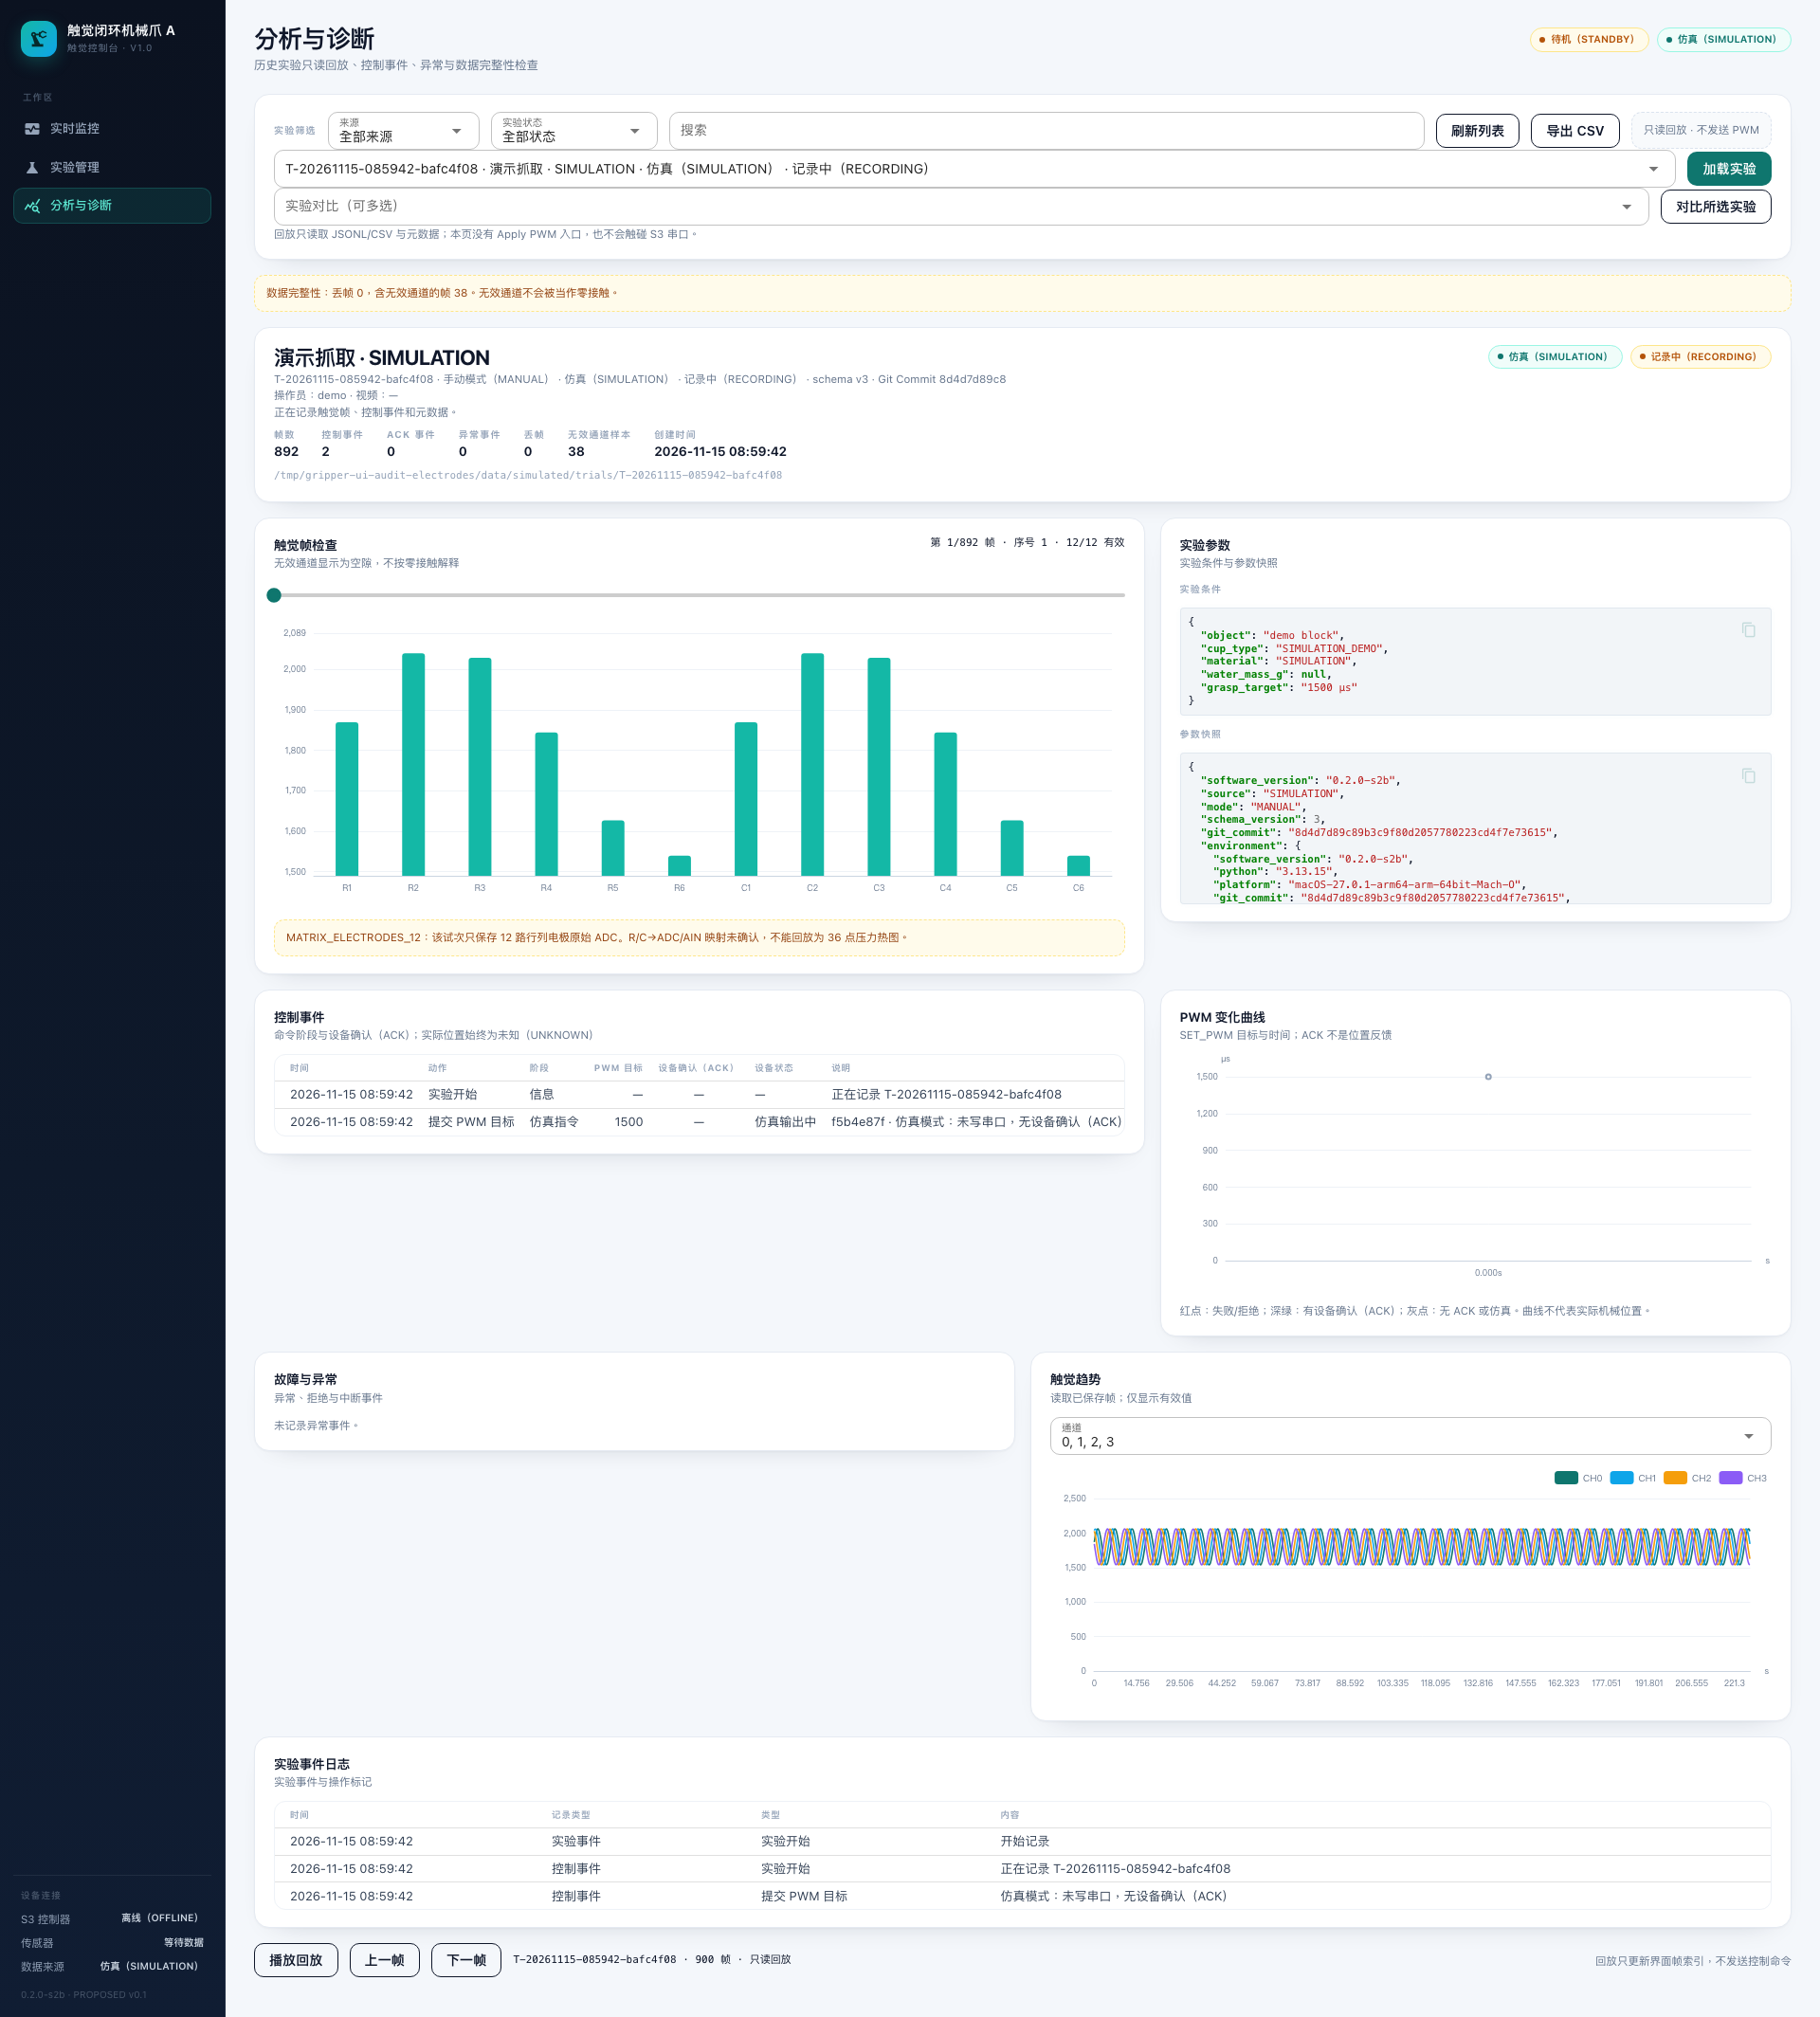 触觉闭环机械爪 A
触觉控制台 · V1.0
工作区
实时监控
实验管理
分析与诊断
设备连接
S3 控制器 离线（OFFLINE）
传感器 等待数据
数据来源 仿真（SIMULATION）
0.2.0-s2b · PROPOSED v0.1
分析与诊断
历史实验只读回放、控制事件、异常与数据完整性检查
待机（STANDBY）
仿真（SIMULATION）
实验筛选
来源
全部来源
实验状态
全部状态
搜索
刷新列表
导出 CSV
只读回放 · 不发送 PWM
T-20261115-085942-bafc4f08 · 演示抓取 · SIMULATION · 仿真（SIMULATION） · 记录中（RECORDING）
加载实验
实验对比（可多选）
对比所选实验
回放只读取 JSONL/CSV 与元数据；本页没有 Apply PWM 入口，也不会触碰 S3 串口。
数据完整性：丢帧 0，含无效通道的帧 38。无效通道不会被当作零接触。
演示抓取 · SIMULATION
仿真（SIMULATION）
记录中（RECORDING）
T-20261115-085942-bafc4f08 · 手动模式（MANUAL） · 仿真（SIMULATION） · 记录中（RECORDING） · schema v3 · Git Commit 8d4d7d89c8
操作员：demo · 视频：—
正在记录触觉帧、控制事件和元数据。
帧数 控制事件 ACK 事件 异常事件 丢帧 无效通道样本 创建时间
892 2 0 0 0 38 2026-11-15 08:59:42
/tmp/gripper-ui-audit-electrodes/data/simulated/trials/T-20261115-085942-bafc4f08
触觉帧检查
第 1/892 帧 · 序号 1 · 12/12 有效
无效通道显示为空隙，不按零接触解释
2,089
2,000
1,900
1,800
1,700
1,600
1,500
R1 R2 R3 R4 R5 R6 C1 C2 C3 C4 C5 C6
MATRIX_ELECTRODES_12：该试次只保存 12 路行列电极原始 ADC。R/C→ADC/AIN 映射未确认，不能回放为 36 点压力热图。
实验参数
实验条件与参数快照
实验条件
{
"object": "demo block",
"cup_type": "SIMULATION_DEMO",
"material": "SIMULATION",
"water_mass_g": null,
"grasp_target": "1500 µs"
}
参数快照
{
"software_version": "0.2.0-s2b",
"source": "SIMULATION",
"mode": "MANUAL",
"schema_version": 3,
"git_commit": "8d4d7d89c89b3c9f80d2057780223cd4f7e73615",
"environment": {
"software_version": "0.2.0-s2b",
"python": "3.13.15",
"platform": "macOS-27.0.1-arm64-arm-64bit-Mach-O",
"git_commit": "8d4d7d89c89b3c9f80d2057780223cd4f7e73615",
控制事件
命令阶段与设备确认（ACK）；实际位置始终为未知（UNKNOWN）
时间 动作 阶段 PWM 目标 设备确认（ACK） 设备状态 说明
2026-11-15 08:59:42 实验开始 信息 — — — 正在记录 T-20261115-085942-bafc4f08
2026-11-15 08:59:42 提交 PWM 目标 仿真指令 1500 — 仿真输出中 f5b4e87f · 仿真模式：未写串口，无设备确认（ACK）
PWM 变化曲线
SET_PWM 目标与时间；ACK 不是位置反馈
µs
1,500
1,200
900
600
300
0
s
0.000s
红点：失败/拒绝；深绿：有设备确认（ACK）；灰点：无 ACK 或仿真。曲线不代表实际机械位置。
故障与异常
异常、拒绝与中断事件
未记录异常事件。
触觉趋势
读取已保存帧；仅显示有效值
通道
0, 1, 2, 3
CH0 CH1 CH2 CH3
2,500
2,000
1,500
1,000
500
0
s
0 14.756 29.506 44.252 59.067 73.817 88.592 103.335 118.095 132.816 147.555 162.323 177.051 191.801 206.555 221.3
实验事件日志
实验事件与操作标记
时间 记录类型 类型 内容
2026-11-15 08:59:42 实验事件 实验开始 开始记录
2026-11-15 08:59:42 控制事件 实验开始 正在记录 T-20261115-085942-bafc4f08
2026-11-15 08:59:42 控制事件 提交 PWM 目标 仿真模式：未写串口，无设备确认（ACK）
播放回放
上一帧
下一帧
T-20261115-085942-bafc4f08 · 900 帧 · 只读回放
回放只更新界面帧索引，不发送控制命令